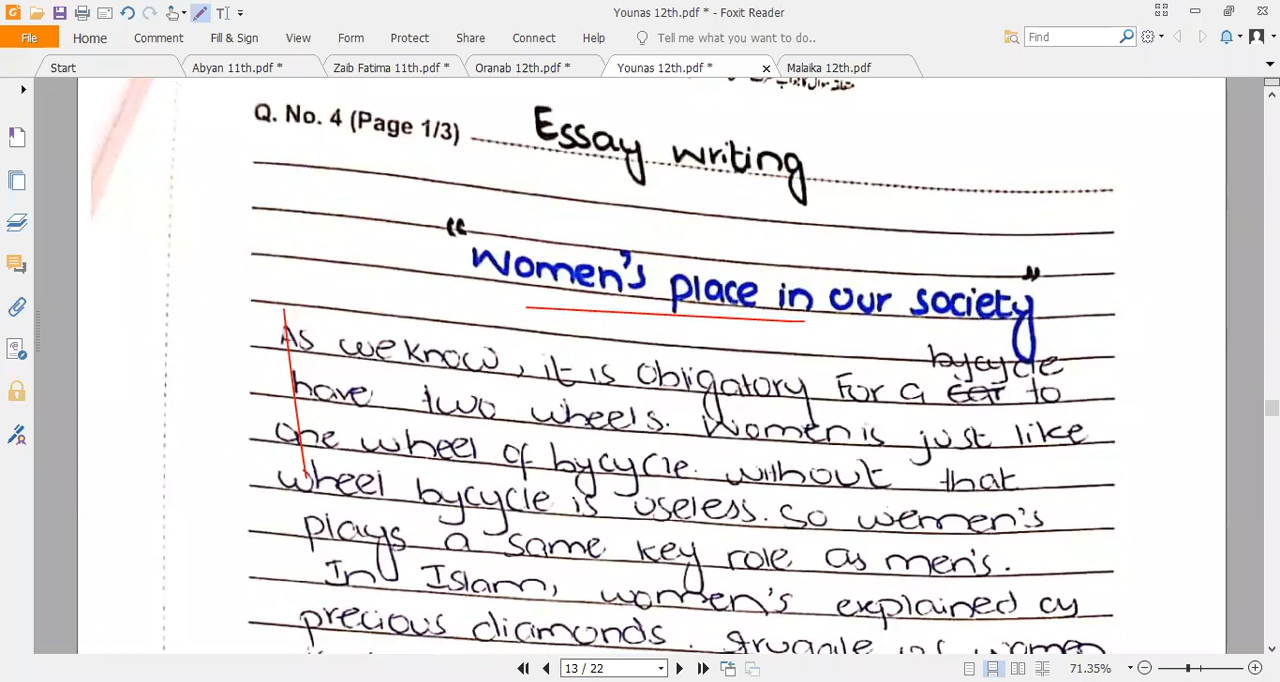 Younas 12th.pdf * - Foxit Reader
File Home Comment Fill & Sign View Form Protect Share Connect Help Tell me what you want to do.. Find
Start Abyan 11th.pdf * Zaib Fatima 11th.pdf * Oranab 12th.pdf * Younas 12th.pdf * Malaika 12th.pdf
Q. No. 4 (Page 1/3) Essay writing
"Women's place in our society"
bycycle
As we know, it is obligatory for a car to
have two wheels. Women is just like
one wheel of bycycle. without that
wheel bycycle is useless. So wemen's
plays a same key role as men's.
In Islam, women's explained as
precious diamonds. women
13 / 22 71.35%